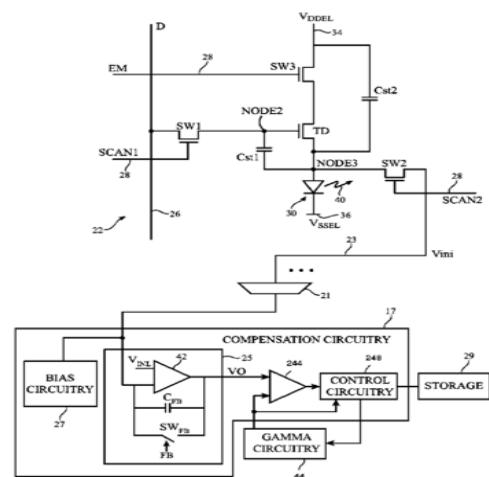 D
VDDEL
34
EM
28
SW3
Cst2
NODE2
SW1
TD
SCAN1
Cst1
NODE3
SW2
28
28
30
40
22
26
VSSEL
36
SCAN2
23
Vini
21
17
COMPENSATION CIRCUITRY
VINL
42
25
244
248
29
BIAS
CIRCUITRY
VO
CONTROL
CIRCUITRY
STORAGE
27
CFB
SWFB
FB
GAMMA
CIRCUITRY
44